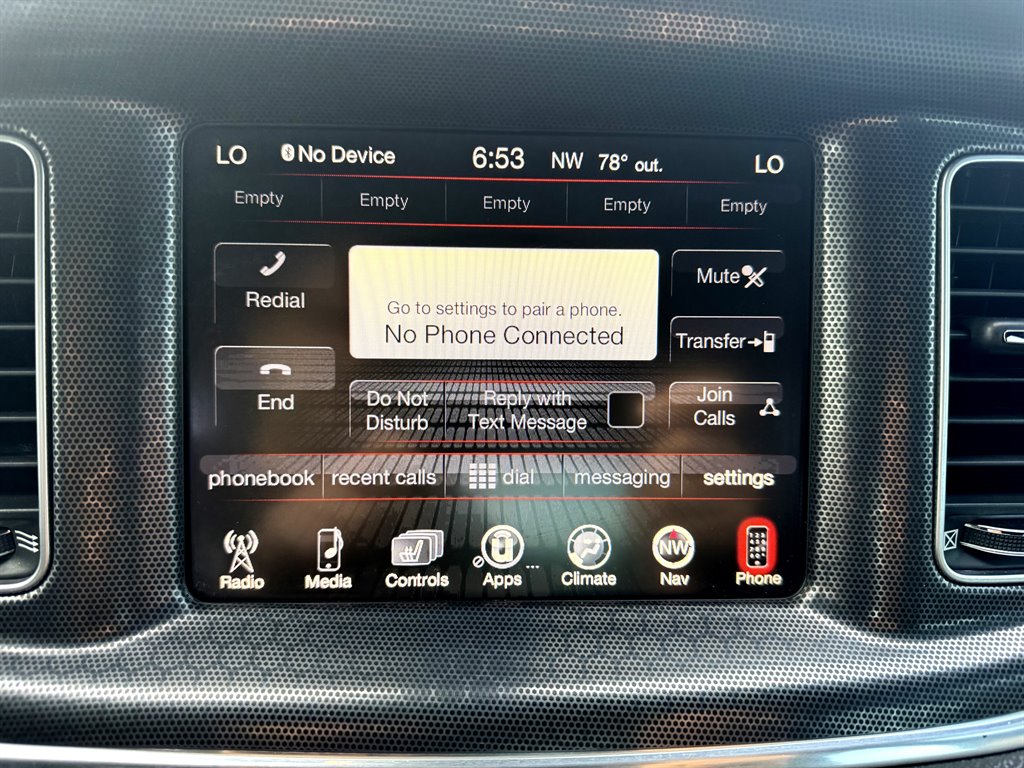 LO No Device 6:53 NW 78° out. LO
Empty Empty Empty Empty Empty
Redial
Go to settings to pair a phone.
No Phone Connected
Mute
Transfer
End
Do Not
Disturb
Reply with
Text Message
Join
Calls
phonebook recent calls dial messaging settings
NW
Radio Media Controls Apps ... Climate Nav Phone